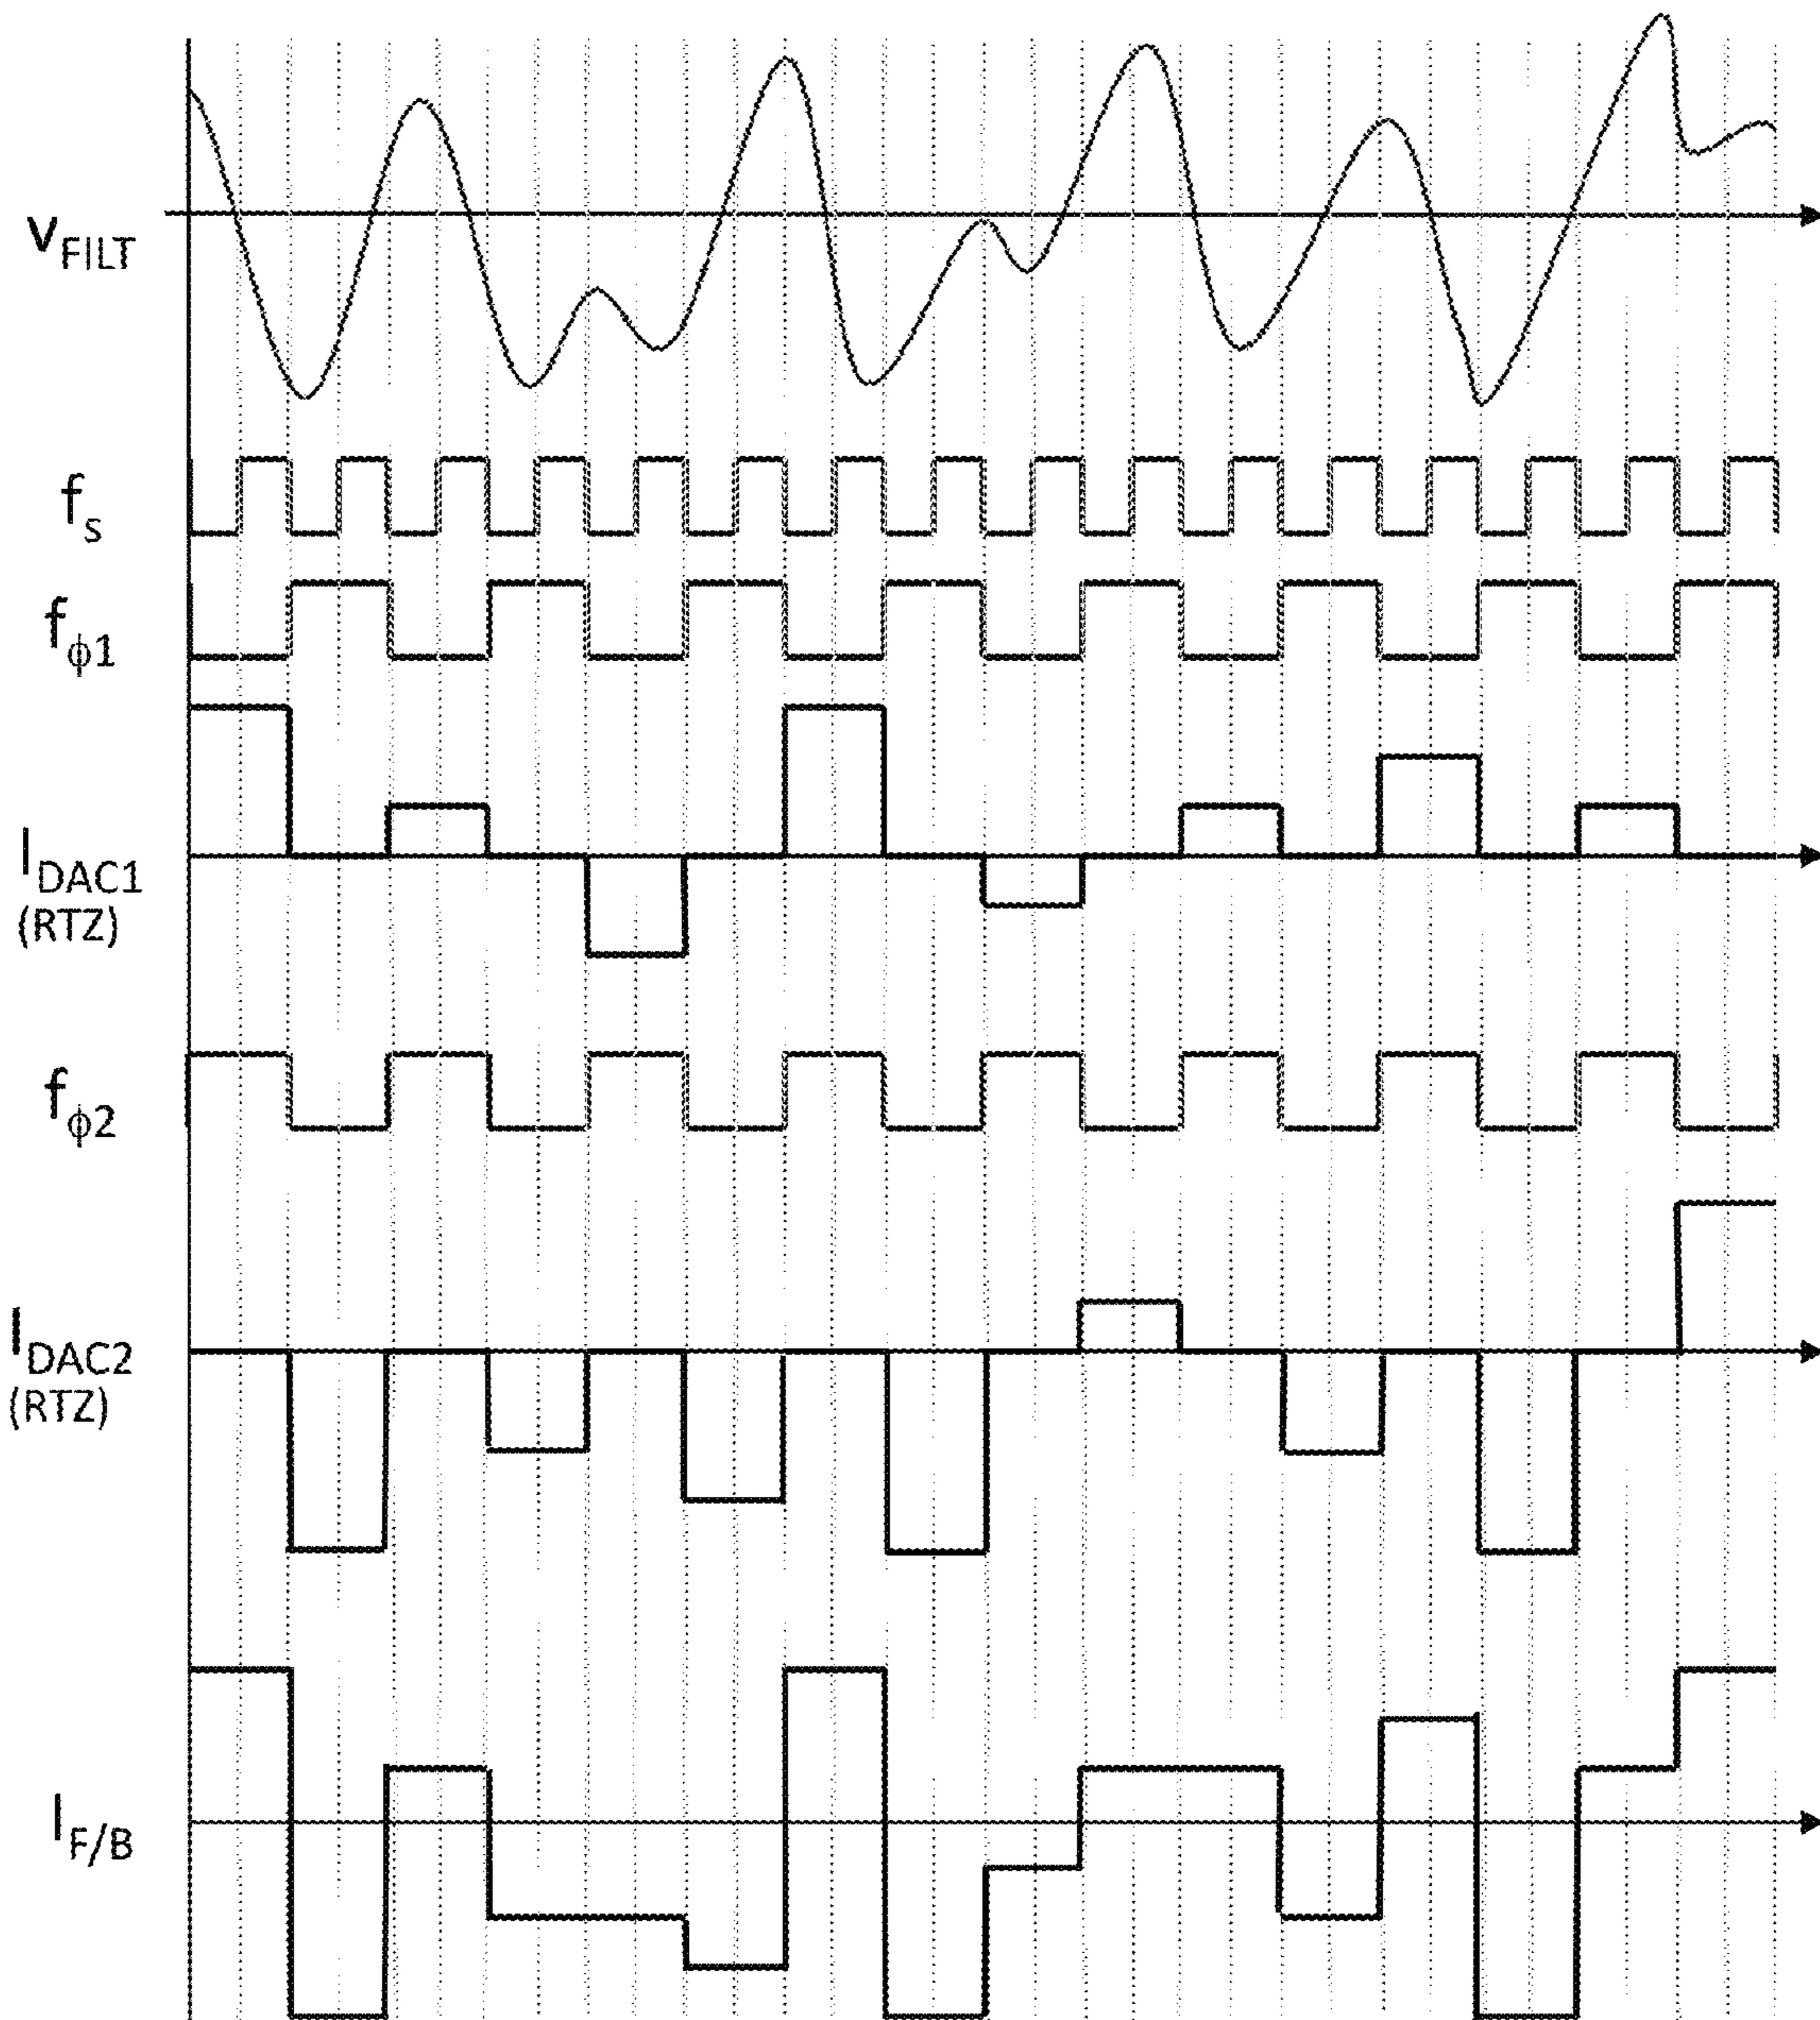 vFILT
fs
fϕ1
IDAC1
(RTZ)
fϕ2
IDAC2
(RTZ)
IF/B